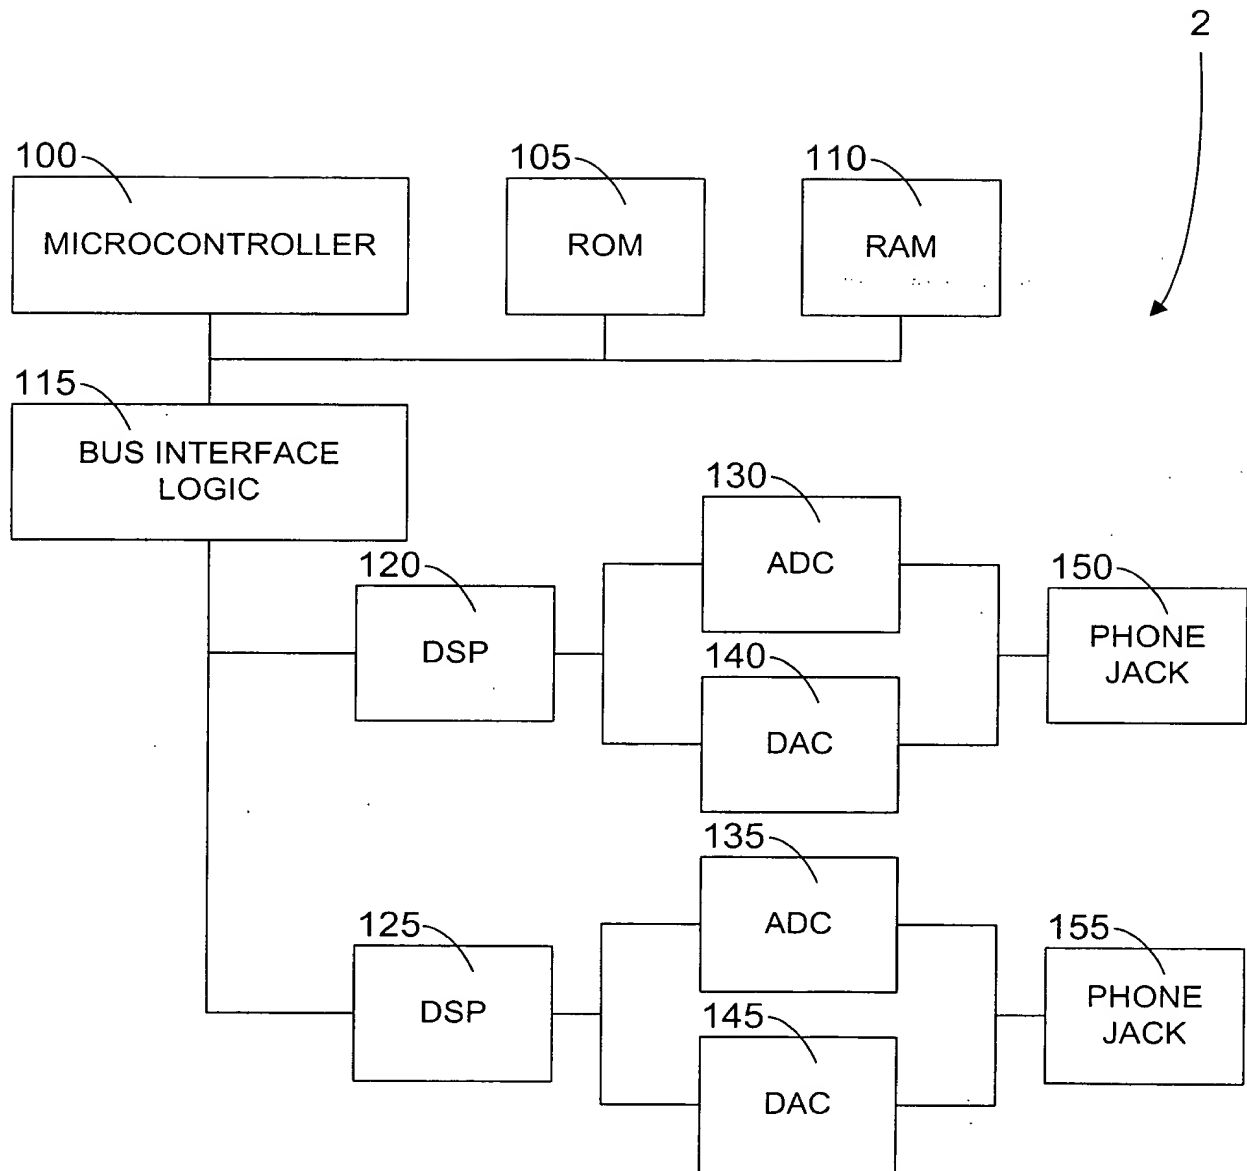 2
100
105
110
MICROCONTROLLER
ROM
RAM
115
BUS INTERFACE
LOGIC
130
ADC
120
150
DSP
PHONE
JACK
140
DAC
135
ADC
125
155
DSP
PHONE
JACK
145
DAC